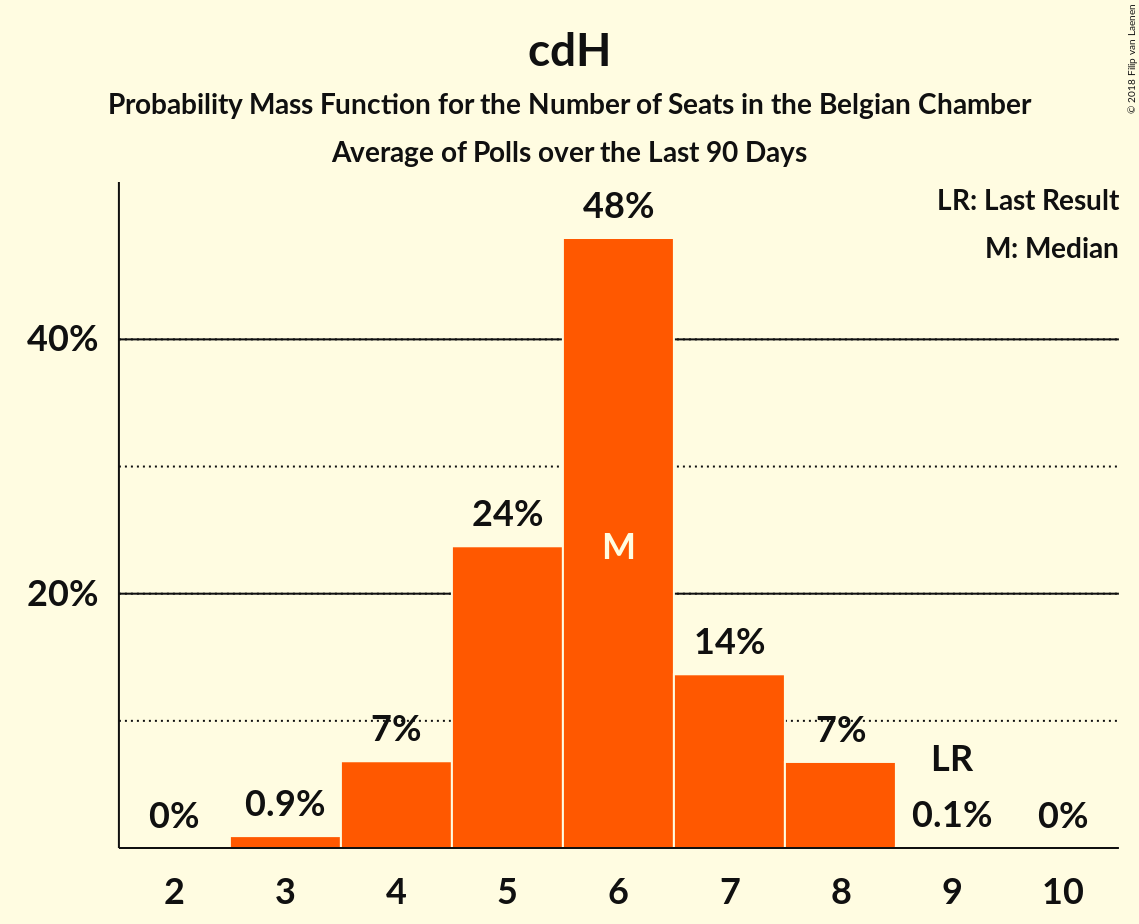 cdH
Probability Mass Function for the Number of Seats in the Belgian Chamber
Average of Polls over the Last 90 Days
© 2018 Filip van Laenen
LR: Last Result
M: Median
48%
40%
24%
M
20%
14%
7%
7%
LR
0%
0.9%
0.1%
0%
2 3 4 5 6 7 8 9 10